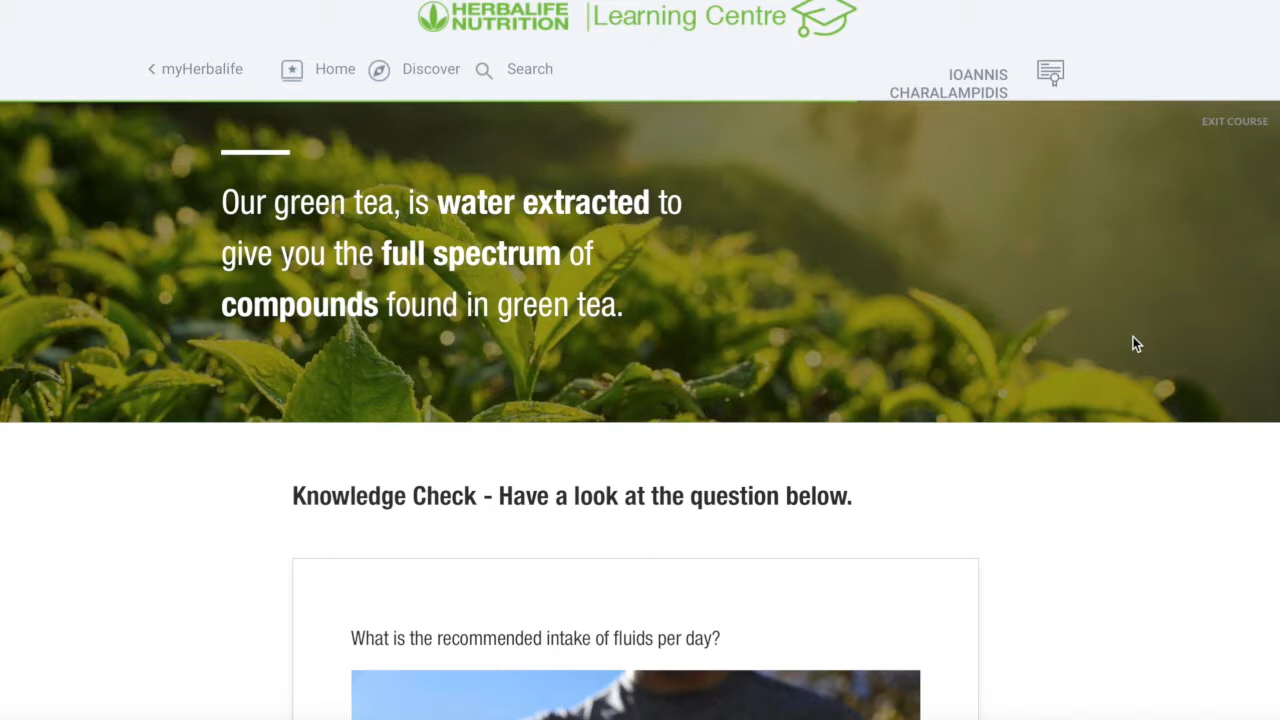 HERBALIFE NUTRITION | Learning Centre
myHerbalife Home Discover Search
IOANNIS CHARALAMPIDIS
EXIT COURSE
Our green tea, is water extracted to
give you the full spectrum of
compounds found in green tea.
Knowledge Check - Have a look at the question below.
What is the recommended intake of fluids per day?